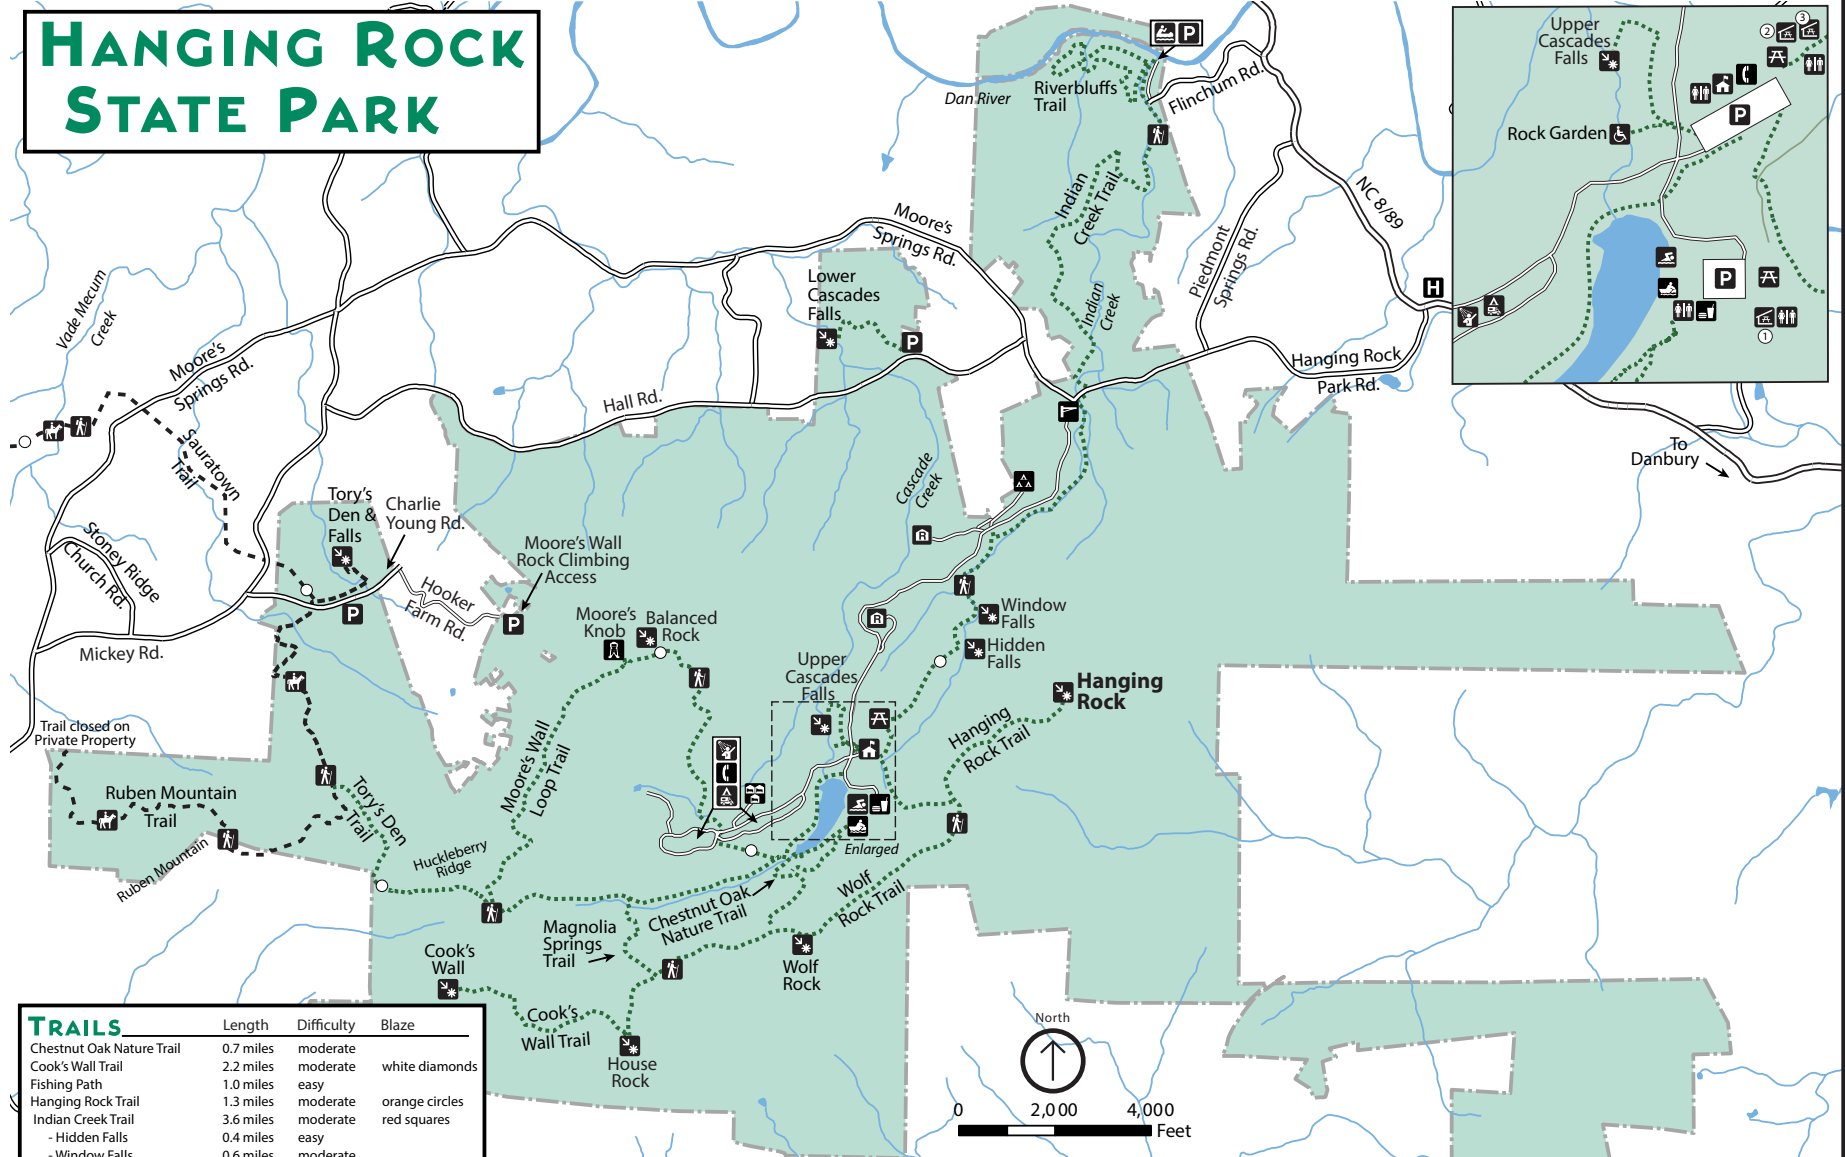 HANGING ROCK
STATE PARK
Dan River
Riverbluffs
Trail
Flinchum Rd.
Indian
Creek Trail
NC 8/89
Piedmont
Springs Rd.
Indian
Creek
H
Hanging Rock
Park Rd.
To
Danbury
Moore's
Springs Rd.
Lower
Cascades
Falls
P
Hall Rd.
Vade Mecum
Creek
Moore's
Springs Rd.
Sauratown
Trail
Stoney Ridge
Church Rd.
Mickey Rd.
Tory's
Den &
Falls
Charlie
Young Rd.
P
Hooker
Farm Rd.
Moore's Wall
Rock Climbing
Access
P
Cascade
Creek
R
R
Moore's
Knob
Balanced
Rock
Window
Falls
Hidden
Falls
Upper
Cascades
Falls
Hanging
Rock
Hanging
Rock Trail
Moore's Wall
Loop Trail
Trail closed on
Private Property
Ruben Mountain
Trail
Ruben Mountain
Tory's Den
Trail
Huckleberry
Ridge
Enlarged
Chestnut Oak
Nature Trail
Wolf
Rock Trail
Magnolia
Springs
Trail
Wolf
Rock
Cook's
Wall
Cook's
Wall Trail
House
Rock
North
0 2,000 4,000
Feet
P
Upper
Cascades
Falls
2
3
P
Rock Garden
P
1
TRAILS Length Difficulty Blaze
Chestnut Oak Nature Trail 0.7 miles moderate
Cook's Wall Trail 2.2 miles moderate white diamonds
Fishing Path 1.0 miles easy
Hanging Rock Trail 1.3 miles moderate orange circles
Indian Creek Trail 3.6 miles moderate red squares
- Hidden Falls 0.4 miles easy
- Window Falls 0.6 miles moderate